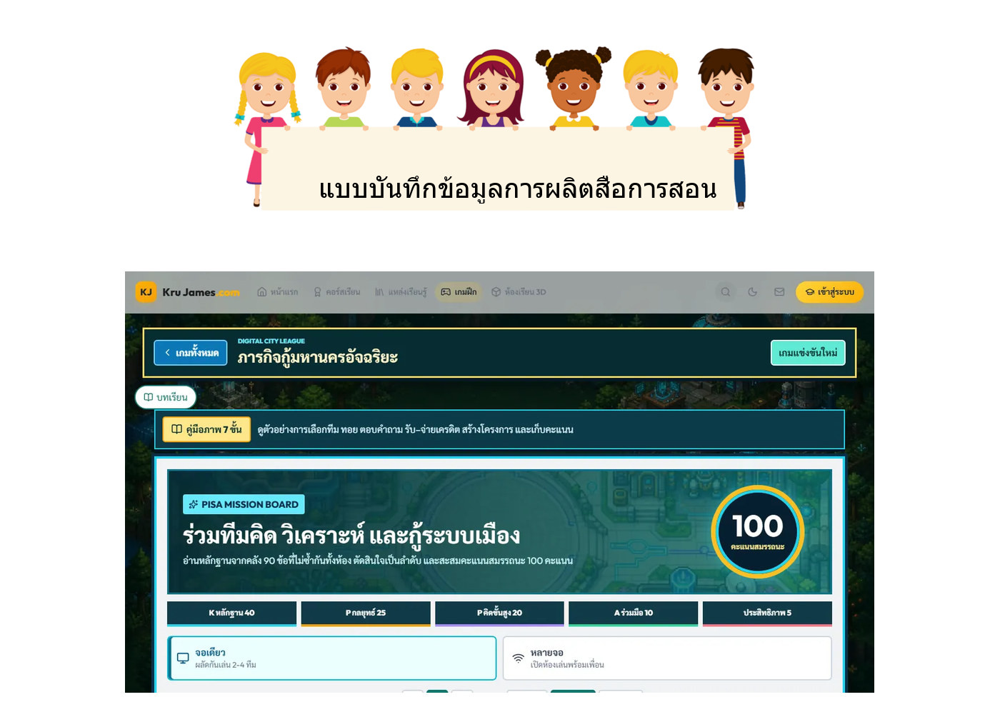 แบบบันทึกข้อมูลการผลิตสื่อการสอน
KJ Kru James.com หน้าแรก คอร์สเรียน แหล่งเรียนรู้ เกมฝึก ห้องเรียน 3D เข้าสู่ระบบ
DIGITAL CITY LEAGUE
เกมทั้งหมด ภารกิจกู้มหานครอัจฉริยะ เกมแข่งขันใหม่
บทเรียน
คู่มือภาพ 7 ขั้น ดูตัวอย่างการเลือกทีม ทอย ตอบคำถาม รับ–จ่ายเครดิต สร้างโครงการ และเก็บคะแนน
PISA MISSION BOARD
ร่วมทีมคิด วิเคราะห์ และกู้ระบบเมือง
อ่านหลักฐานจากคลัง 90 ข้อที่ไม่ซ้ำกันทั้งห้อง ตัดสินใจเป็นลำดับ และสะสมคะแนนสมรรถนะ 100 คะแนน
100
คะแนนสมรรถนะ
K หลักฐาน 40 P กลยุทธ์ 25 P คิดขั้นสูง 20 A ร่วมมือ 10 ประสิทธิภาพ 5
จอเดียว
ผลัดกันเล่น 2-4 ทีม
หลายจอ
เปิดห้องเล่นพร้อมเพื่อน